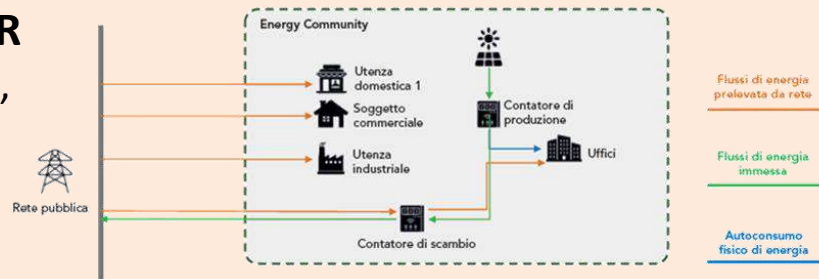 R
,
Energy Community
Utenza
domestica 1
Soggetto
commerciale
Utenza
industriale
Contatore di
produzione
Uffici
Rete pubblica
Contatore di scambio
Flussi di energia
prelevata da rete
Flussi di energia
immessa
Autoconsumo
fisico di energia